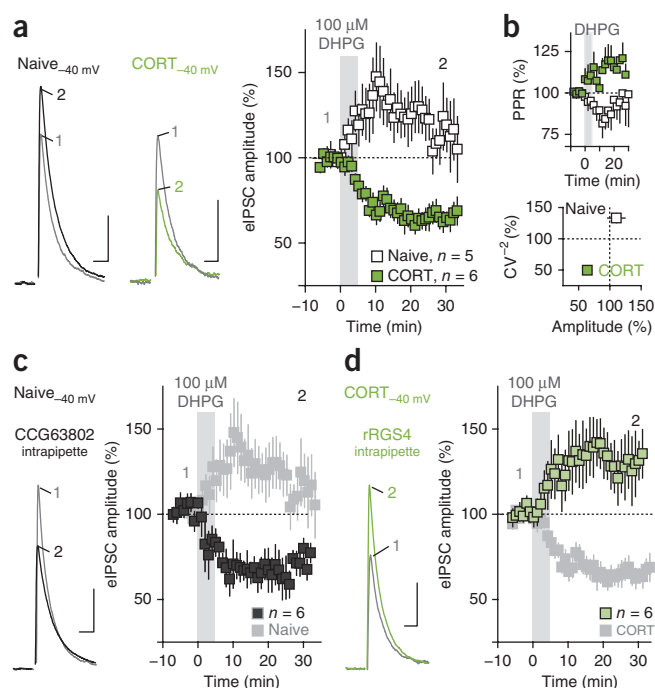 a
Naive–40 mV
CORT–40 mV
2
1
1
2
100 µM
DHPG
2
1
eIPSC amplitude (%)
150
100
50
Naive, n = 5
CORT, n = 6
–10 0 10 20 30
Time (min)
b
DHPG
PPR (%)
125
100
75
0 20
Time (min)
CV–2 (%)
150
100
50
0
Naive
CORT
50 100 150
Amplitude (%)
c
Naive–40 mV
CCG63802
intrapipette
1
2
100 µM
DHPG
2
1
eIPSC amplitude (%)
150
100
50
n = 6
Naive
–10 0 10 20 30
Time (min)
d
CORT–40 mV
rRGS4
intrapipette
2
1
100 µM
DHPG
2
1
eIPSC amplitude (%)
150
100
50
n = 6
CORT
–10 0 10 20 30
Time (min)